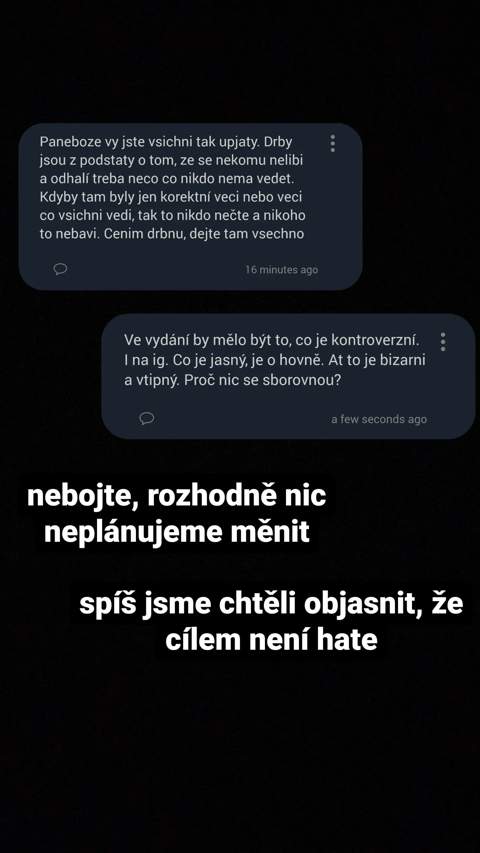 Paneboze vy jste vsichni tak upjaty. Drby
jsou z podstaty o tom, ze se nekomu nelibi
a odhalí treba neco co nikdo nema vedet.
Kdyby tam byly jen korektní veci nebo veci
co vsichni vedi, tak to nikdo nečte a nikoho
to nebavi. Cenim drbnu, dejte tam vsechno
16 minutes ago
Ve vydání by mělo být to, co je kontroverzní.
I na ig. Co je jasný, je o hovně. At to je bizarni
a vtipný. Proč nic se sborovnou?
a few seconds ago
nebojte, rozhodně nic
neplánujeme měnit
spíš jsme chtěli objasnit, že
cílem není hate